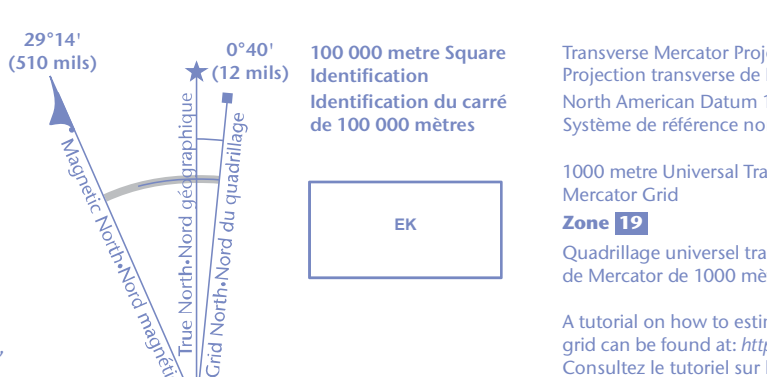 29°14'
(510 mils)
0°40'
(12 mils)
Magnetic North•Nord magnéti
True North•Nord géographique
Grid North•Nord du quadrillage
100 000 metre Square
Identification
Identification du carré
de 100 000 mètres
EK
Transverse Mercator Proj
Projection transverse de
North American Datum 1
Système de référence no
1000 metre Universal Tra
Mercator Grid
Zone 19
Quadrillage universel tra
de Mercator de 1000 mè
A tutorial on how to esti
grid can be found at: http
Consultez le tutoriel sur